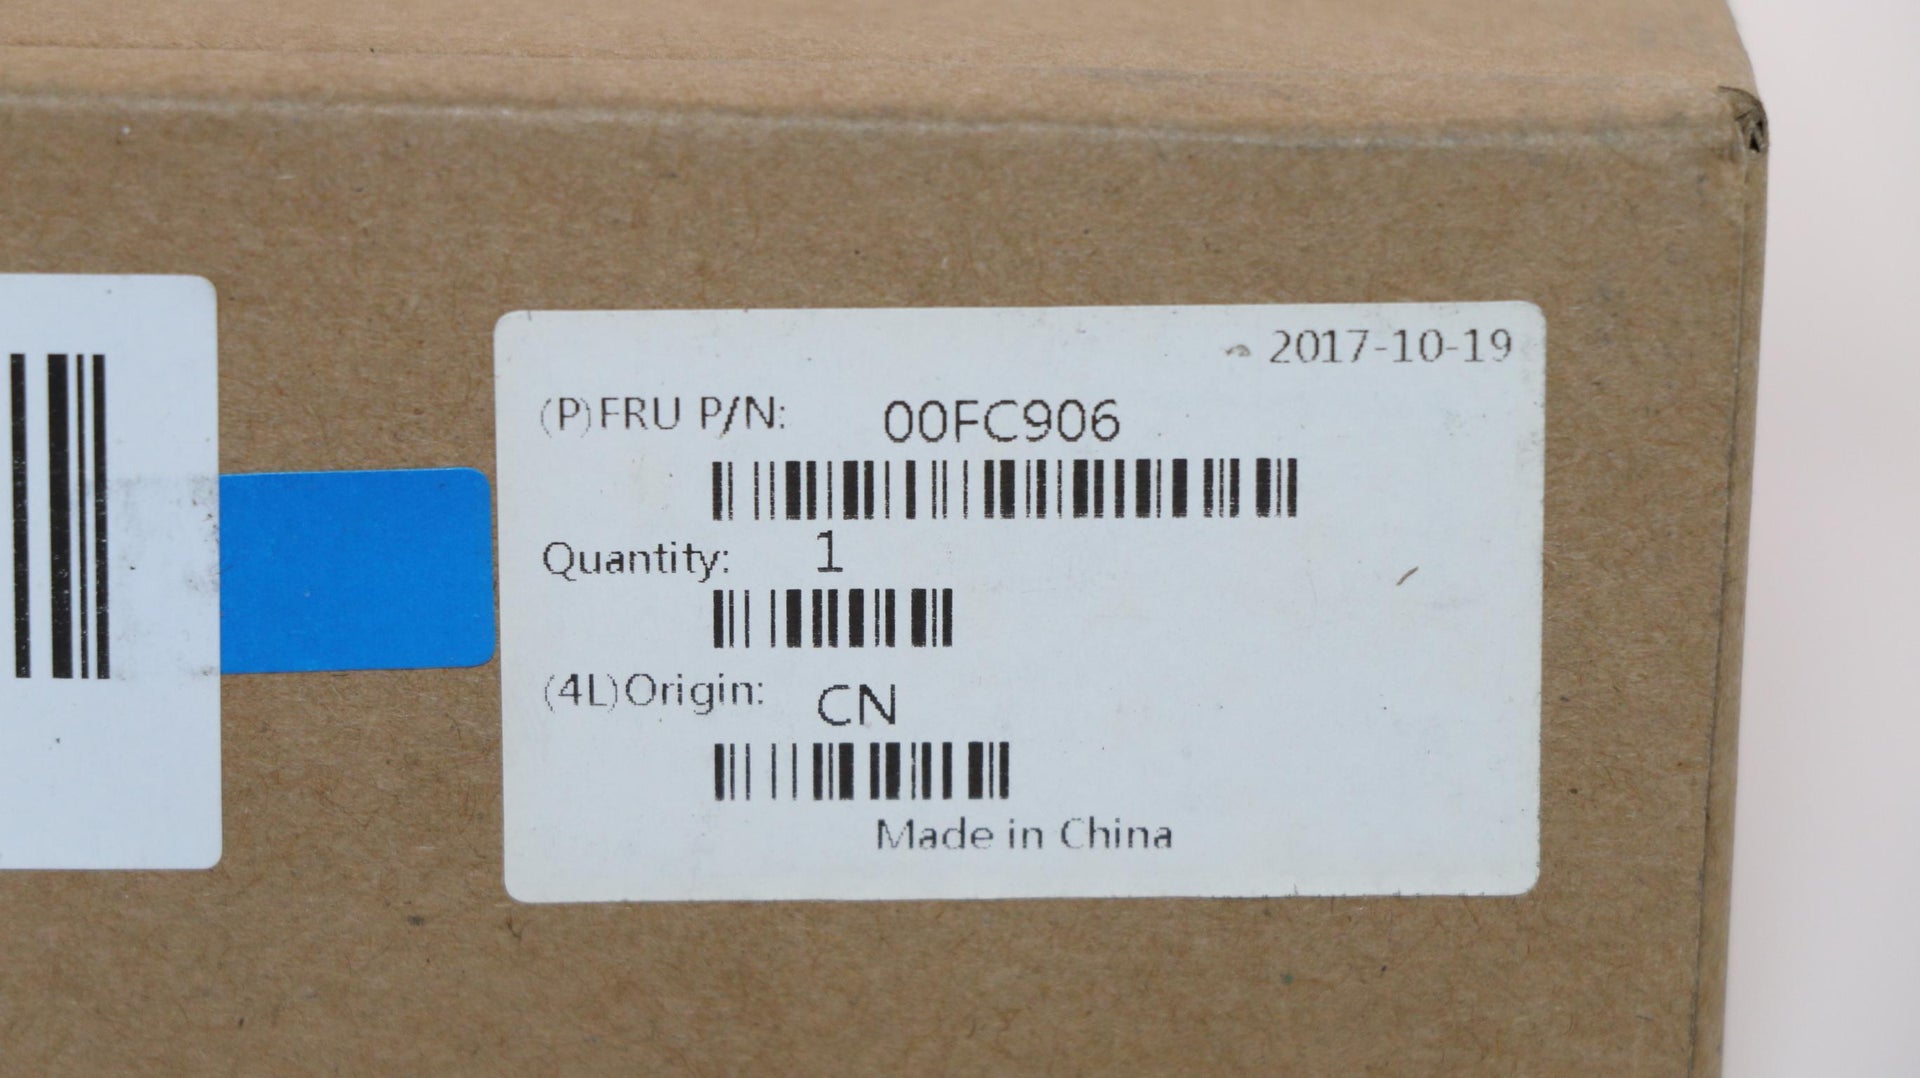 2017-10-19
(P)FRU P/N: 00FC906
Quantity: 1
(4L)Origin: CN
Made in China